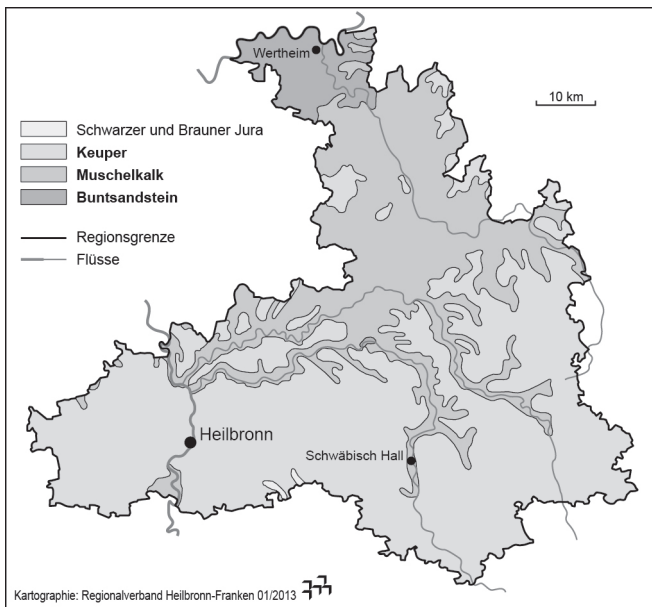 Wertheim
10 km
Schwarzer und Brauner Jura
Keuper
Muschelkalk
Buntsandstein
Regionsgrenze
Flüsse
Heilbronn
Schwäbisch Hall
Kartographie: Regionalverband Heilbronn-Franken 01/2013